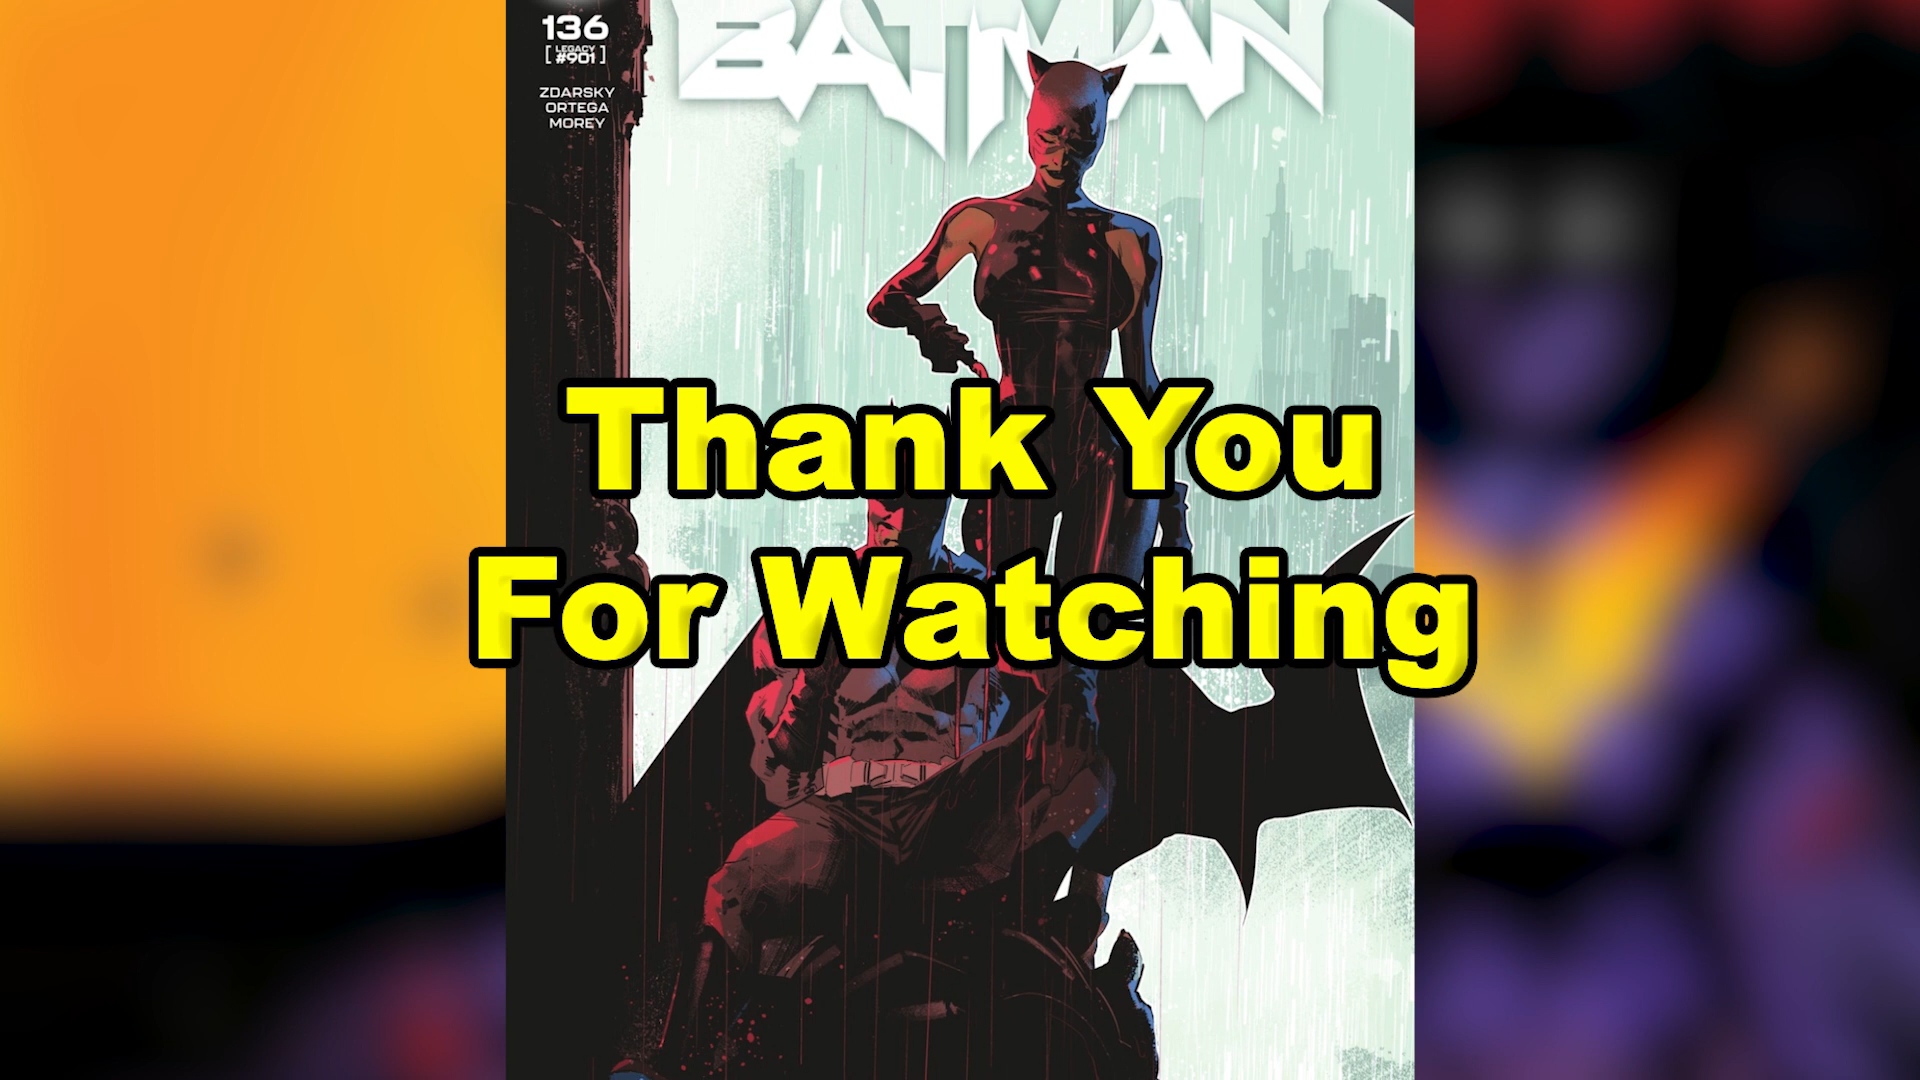 136
[ LEGACY
#901 ]
ZDARSKY
ORTEGA
MOREY
BATMAN
Thank You
For Watching